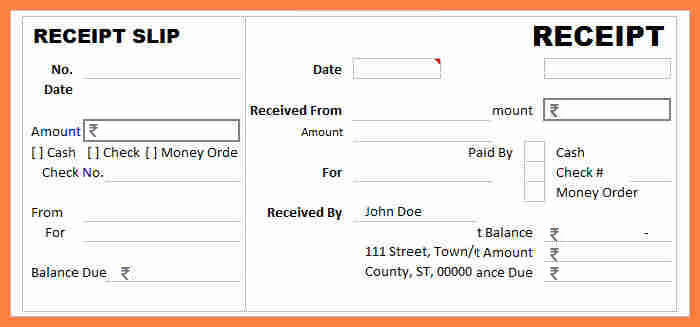 RECEIPT SLIP
No.
Date
Amount ₹
[ ] Cash [ ] Check [ ] Money Orde
Check No.
From
For
Balance Due ₹
RECEIPT
Date
Received From mount ₹
Amount
Paid By Cash
For Check #
Money Order
Received By John Doe
t Balance ₹ -
111 Street, Town/t Amount ₹
County, ST, 00000 ance Due ₹